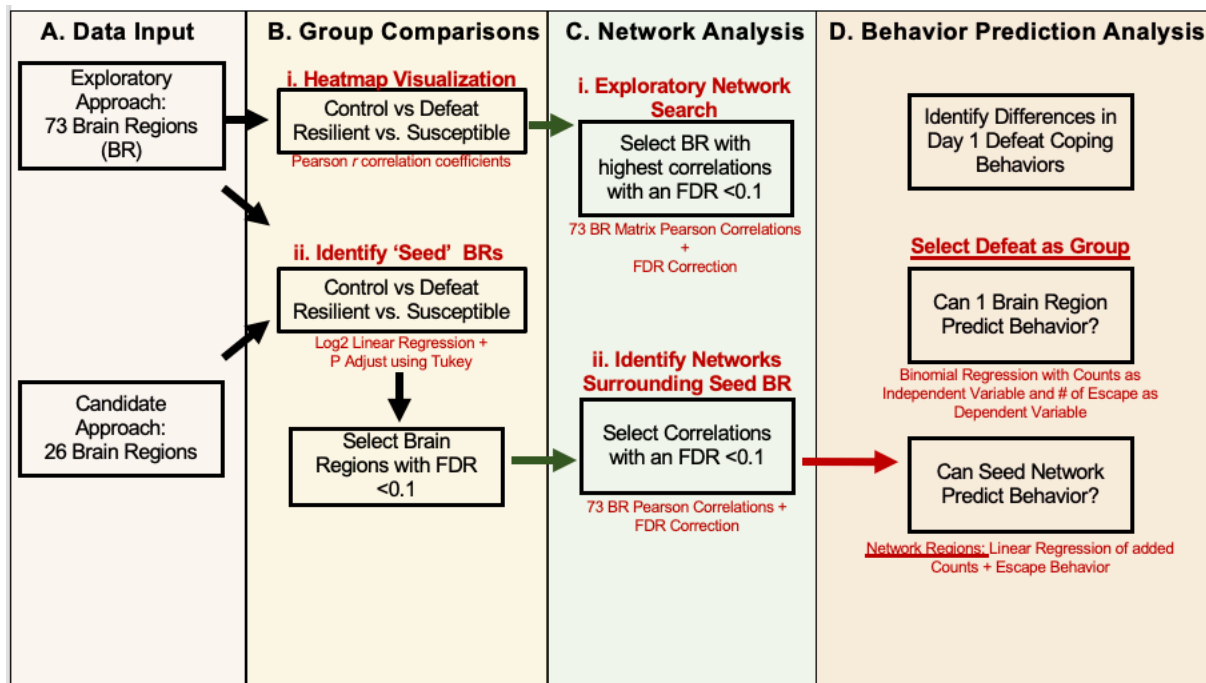 A. Data Input
Exploratory
Approach:
73 Brain Regions
(BR)
Candidate
Approach:
26 Brain Regions
B. Group Comparisons
i. Heatmap Visualization
Control vs Defeat
Resilient vs. Susceptible
Pearson r correlation coefficients
ii. Identify ‘Seed’ BRs
Control vs Defeat
Resilient vs. Susceptible
Log2 Linear Regression +
P Adjust using Tukey
Select Brain
Regions with FDR
<0.1
C. Network Analysis
i. Exploratory Network
Search
Select BR with
highest correlations
with an FDR <0.1
73 BR Matrix Pearson Correlations
+
FDR Correction
ii. Identify Networks
Surrounding Seed BR
Select Correlations
with an FDR <0.1
73 BR Pearson Correlations +
FDR Correction
D. Behavior Prediction Analysis
Identify Differences in
Day 1 Defeat Coping
Behaviors
Select Defeat as Group
Can 1 Brain Region
Predict Behavior?
Binomial Regression with Counts as
Independent Variable and # of Escape as
Dependent Variable
Can Seed Network
Predict Behavior?
Network Regions: Linear Regression of added
Counts + Escape Behavior